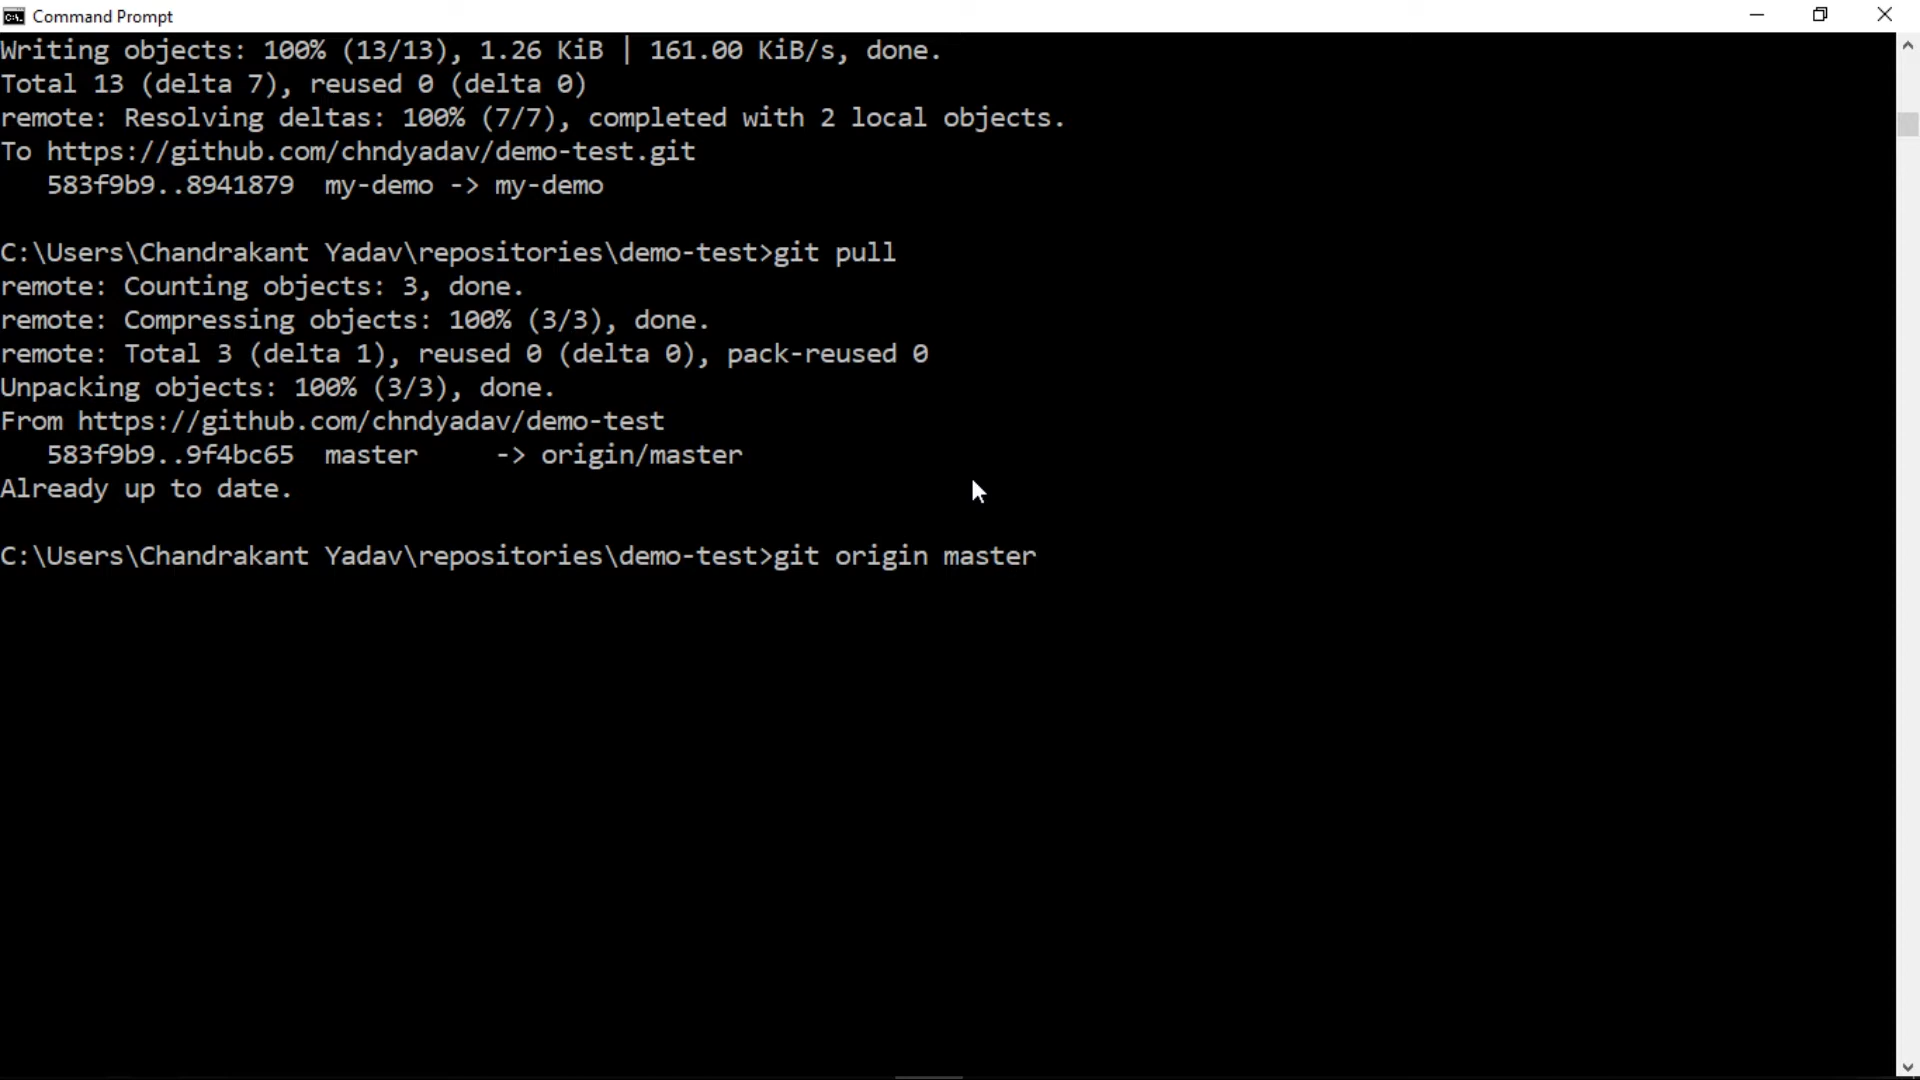 Command Prompt
Writing objects: 100% (13/13), 1.26 KiB | 161.00 KiB/s, done.
Total 13 (delta 7), reused 0 (delta 0)
remote: Resolving deltas: 100% (7/7), completed with 2 local objects.
To https://github.com/chndyadav/demo-test.git
   583f9b9..8941879  my-demo -> my-demo
C:\Users\Chandrakant Yadav\repositories\demo-test>git pull
remote: Counting objects: 3, done.
remote: Compressing objects: 100% (3/3), done.
remote: Total 3 (delta 1), reused 0 (delta 0), pack-reused 0
Unpacking objects: 100% (3/3), done.
From https://github.com/chndyadav/demo-test
   583f9b9..9f4bc65  master     -> origin/master
Already up to date.
C:\Users\Chandrakant Yadav\repositories\demo-test>git origin master